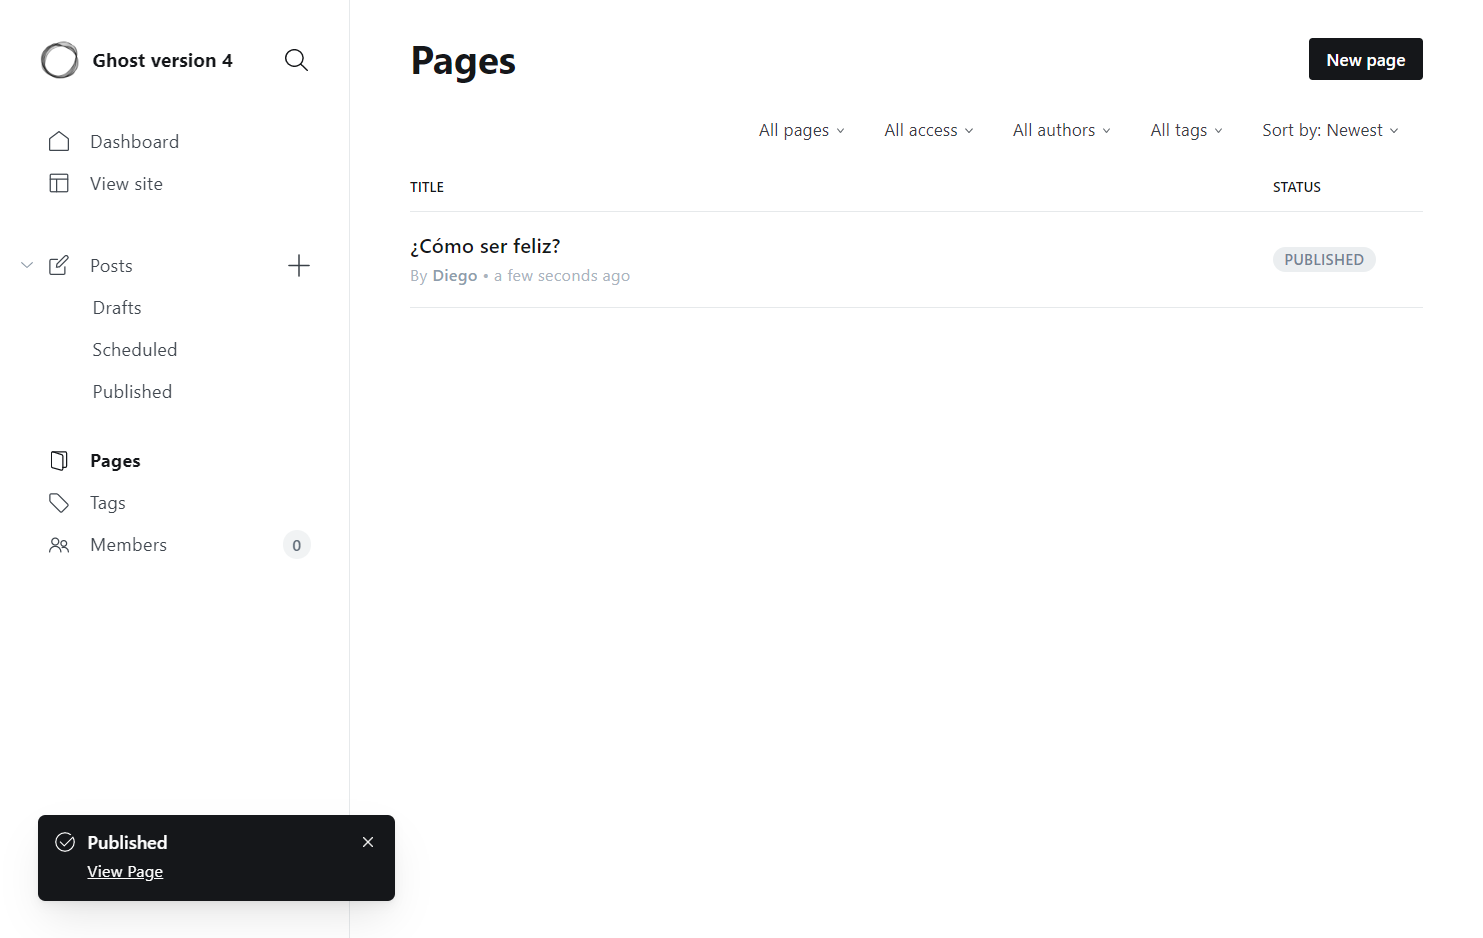 Ghost version 4
Dashboard
View site
Posts
Drafts
Scheduled
Published
Pages
Tags
Members 0
Pages
New page
All pages All access All authors All tags Sort by: Newest
TITLE STATUS
¿Cómo ser feliz?
By Diego • a few seconds ago
PUBLISHED
Published
View Page